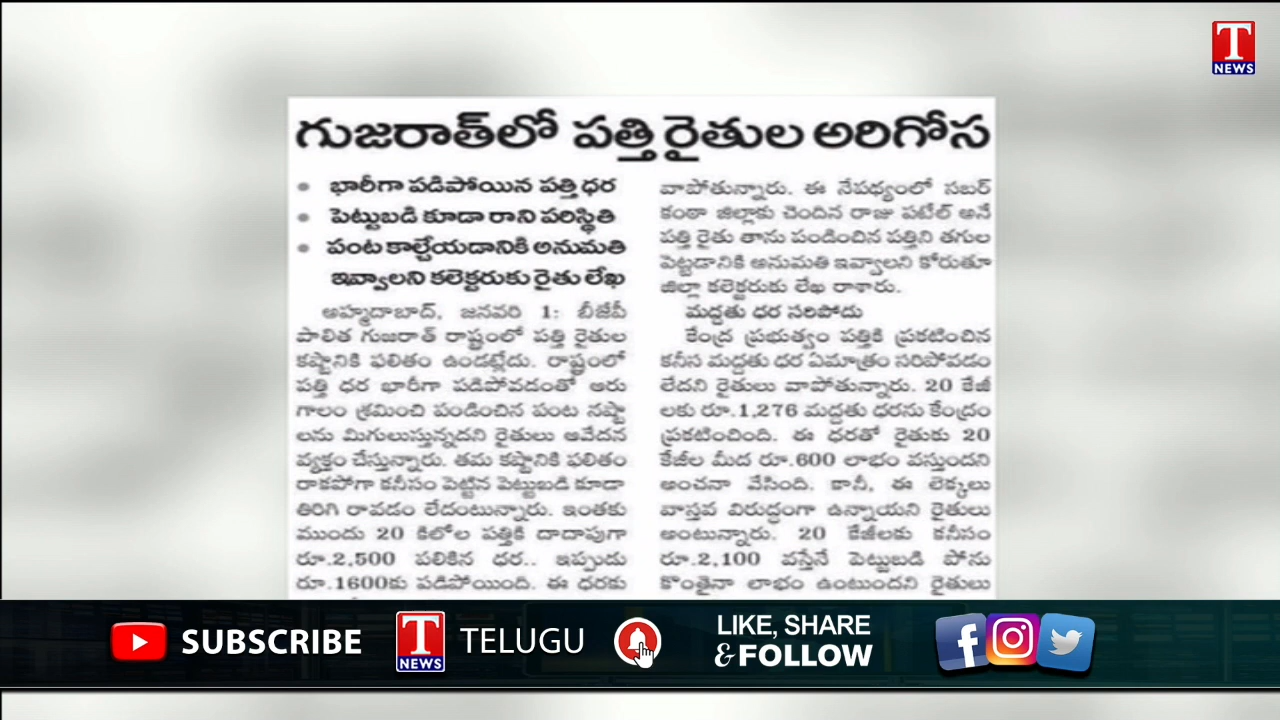 T
NEWS
గుజరాత్‌లో పత్తి రైతుల అరిగోస
• భారీగా పడిపోయిన పత్తి ధర
• పెట్టుబడి కూడా రాని పరిస్థితి
• పంట కాల్చేయడానికి అనుమతి
ఇవ్వాలని కలెక్టరుకు రైతు లేఖ
అహ్మదాబాద్, జనవరి 1: బీజేపీ
పాలిత గుజరాత్ రాష్ట్రంలో పత్తి రైతుల
కష్టానికి ఫలితం ఉండట్లేదు. రాష్ట్రంలో
పత్తి ధర భారీగా పడిపోవడంతో ఆరు
గాలం శ్రమించి పండించిన పంట నష్టా
లను మిగులుస్తున్నదని రైతులు ఆవేదన
వ్యక్తం చేస్తున్నారు. తమ కష్టానికి ఫలితం
రాకపోగా కనీసం పెట్టిన పెట్టుబడి కూడా
తిరిగి రావడం లేదంటున్నారు. ఇంతకు
ముందు 20 కిలోల పత్తికి దాదాపుగా
రూ.2,500 పలికిన ధర.. ఇప్పుడు
రూ.1600కు పడిపోయింది. ఈ ధరకు
వాపోతున్నారు. ఈ నేపథ్యంలో సబర్
కంఠా జిల్లాకు చెందిన రాజు పటేల్ అనే
పత్తి రైతు తాను పండించిన పత్తిని తగుల
పెట్టడానికి అనుమతి ఇవ్వాలని కోరుతూ
జిల్లా కలెక్టరుకు లేఖ రాశారు.
మద్దతు ధర సరిపోదు
కేంద్ర ప్రభుత్వం పత్తికి ప్రకటించిన
కనీస మద్దతు ధర ఏమాత్రం సరిపోవడం
లేదని రైతులు వాపోతున్నారు. 20 కేజీ
లకు రూ.1,276 మద్దతు ధరను కేంద్రం
ప్రకటించింది. ఈ ధరతో రైతుకు 20
కేజీల మీద రూ.600 లాభం వస్తుందని
అంచనా వేసింది. కానీ, ఈ లెక్కలు
వాస్తవ విరుద్ధంగా ఉన్నాయని రైతులు
అంటున్నారు. 20 కేజీలకు కనీసం
రూ.2,100 వస్తేనే పెట్టుబడి పోను
కొంతైనా లాభం ఉంటుందని రైతులు
SUBSCRIBE
T
NEWS
TELUGU
LIKE, SHARE
& FOLLOW